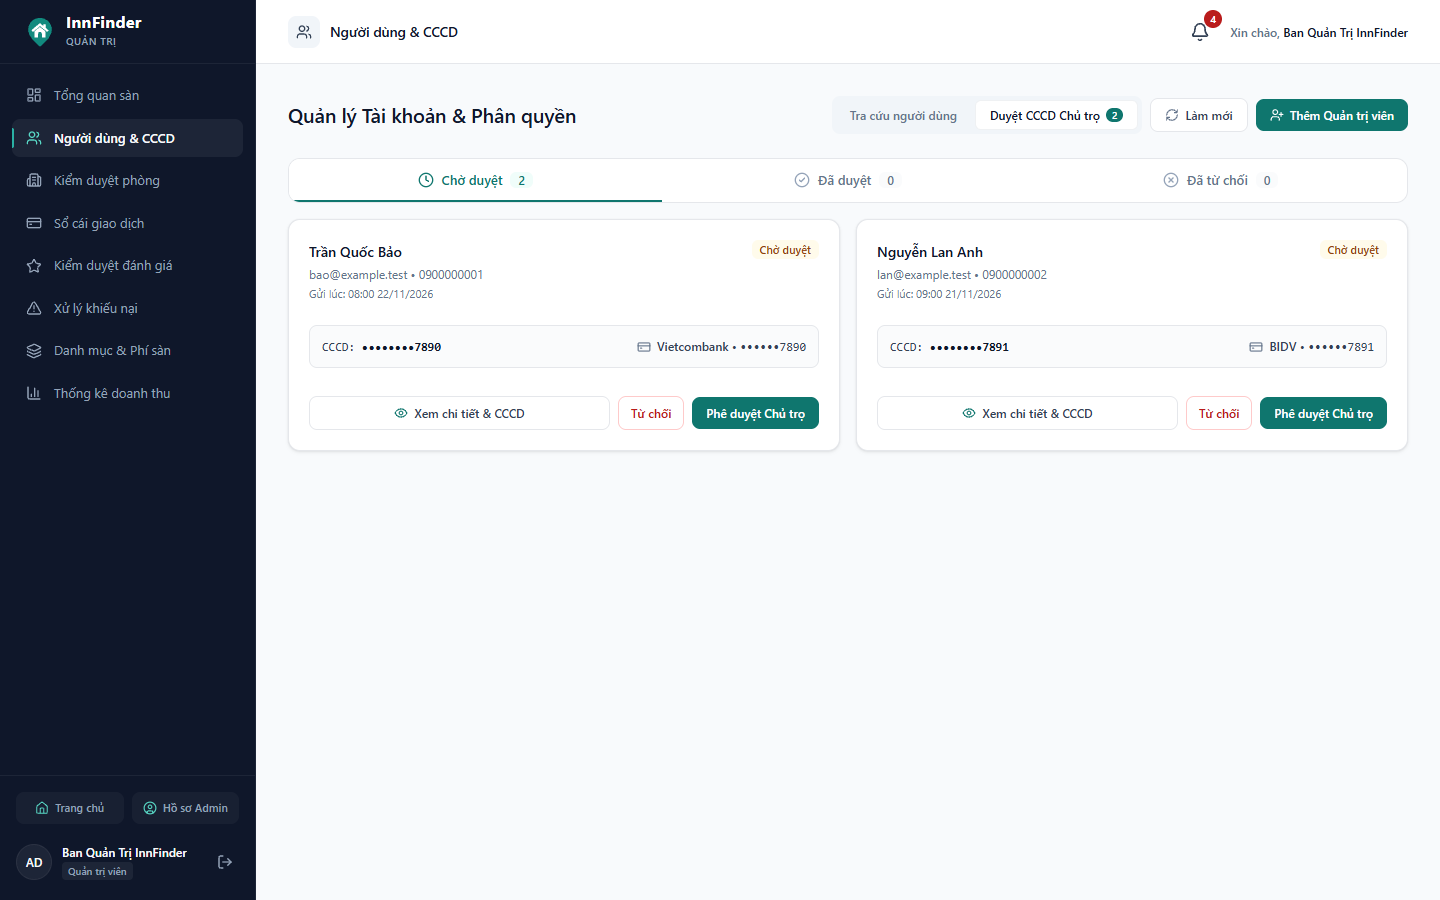 InnFinder
QUẢN TRỊ
Tổng quan sàn
Người dùng & CCCD
Kiểm duyệt phòng
Sổ cái giao dịch
Kiểm duyệt đánh giá
Xử lý khiếu nại
Danh mục & Phí sàn
Thống kê doanh thu
Trang chủ
Hồ sơ Admin
AD
Ban Quản Trị InnFinder
Quản trị viên
Người dùng & CCCD
4
Xin chào, Ban Quản Trị InnFinder
Quản lý Tài khoản & Phân quyền
Tra cứu người dùng
Duyệt CCCD Chủ trọ 2
Làm mới
Thêm Quản trị viên
Chờ duyệt 2
Đã duyệt 0
Đã từ chối 0
Trần Quốc Bảo
Chờ duyệt
bao@example.test • 0900000001
Gửi lúc: 08:00 22/11/2026
CCCD: ••••••••7890
Vietcombank • ••••••7890
Xem chi tiết & CCCD
Từ chối
Phê duyệt Chủ trọ
Nguyễn Lan Anh
Chờ duyệt
lan@example.test • 0900000002
Gửi lúc: 09:00 21/11/2026
CCCD: ••••••••7891
BIDV • ••••••7891
Xem chi tiết & CCCD
Từ chối
Phê duyệt Chủ trọ